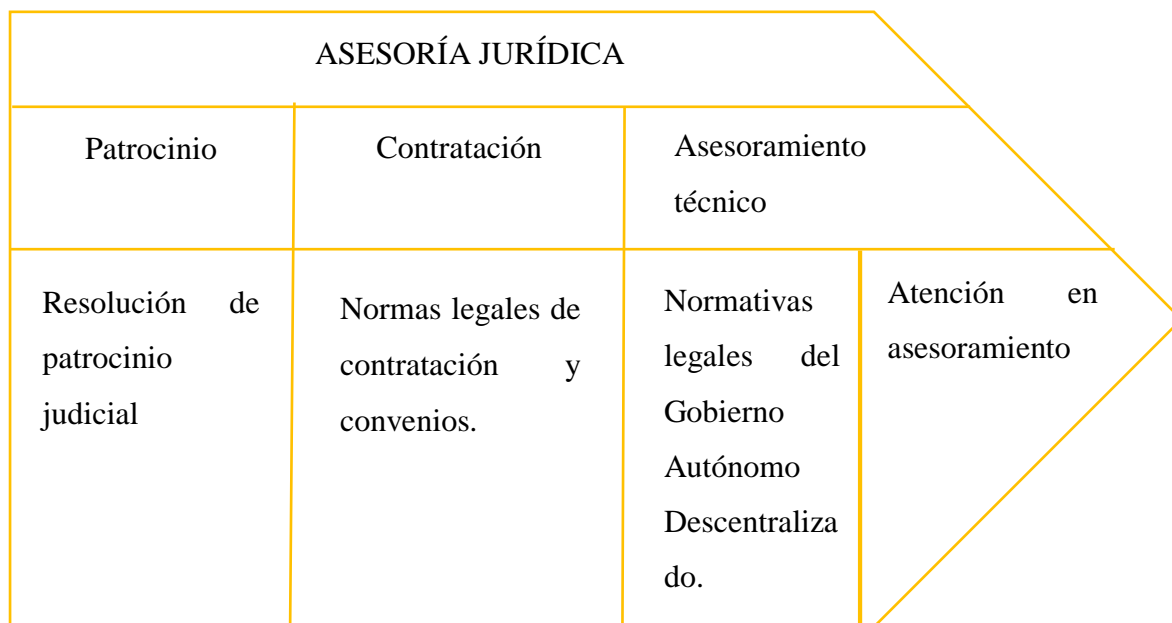 ASESORÍA JURÍDICA
Patrocinio
Contratación
Asesoramiento
técnico
Resolución de
patrocinio
judicial
Normas legales de
contratación y
convenios.
Normativas
legales del
Gobierno
Autónomo
Descentraliza
do.
Atención en
asesoramiento